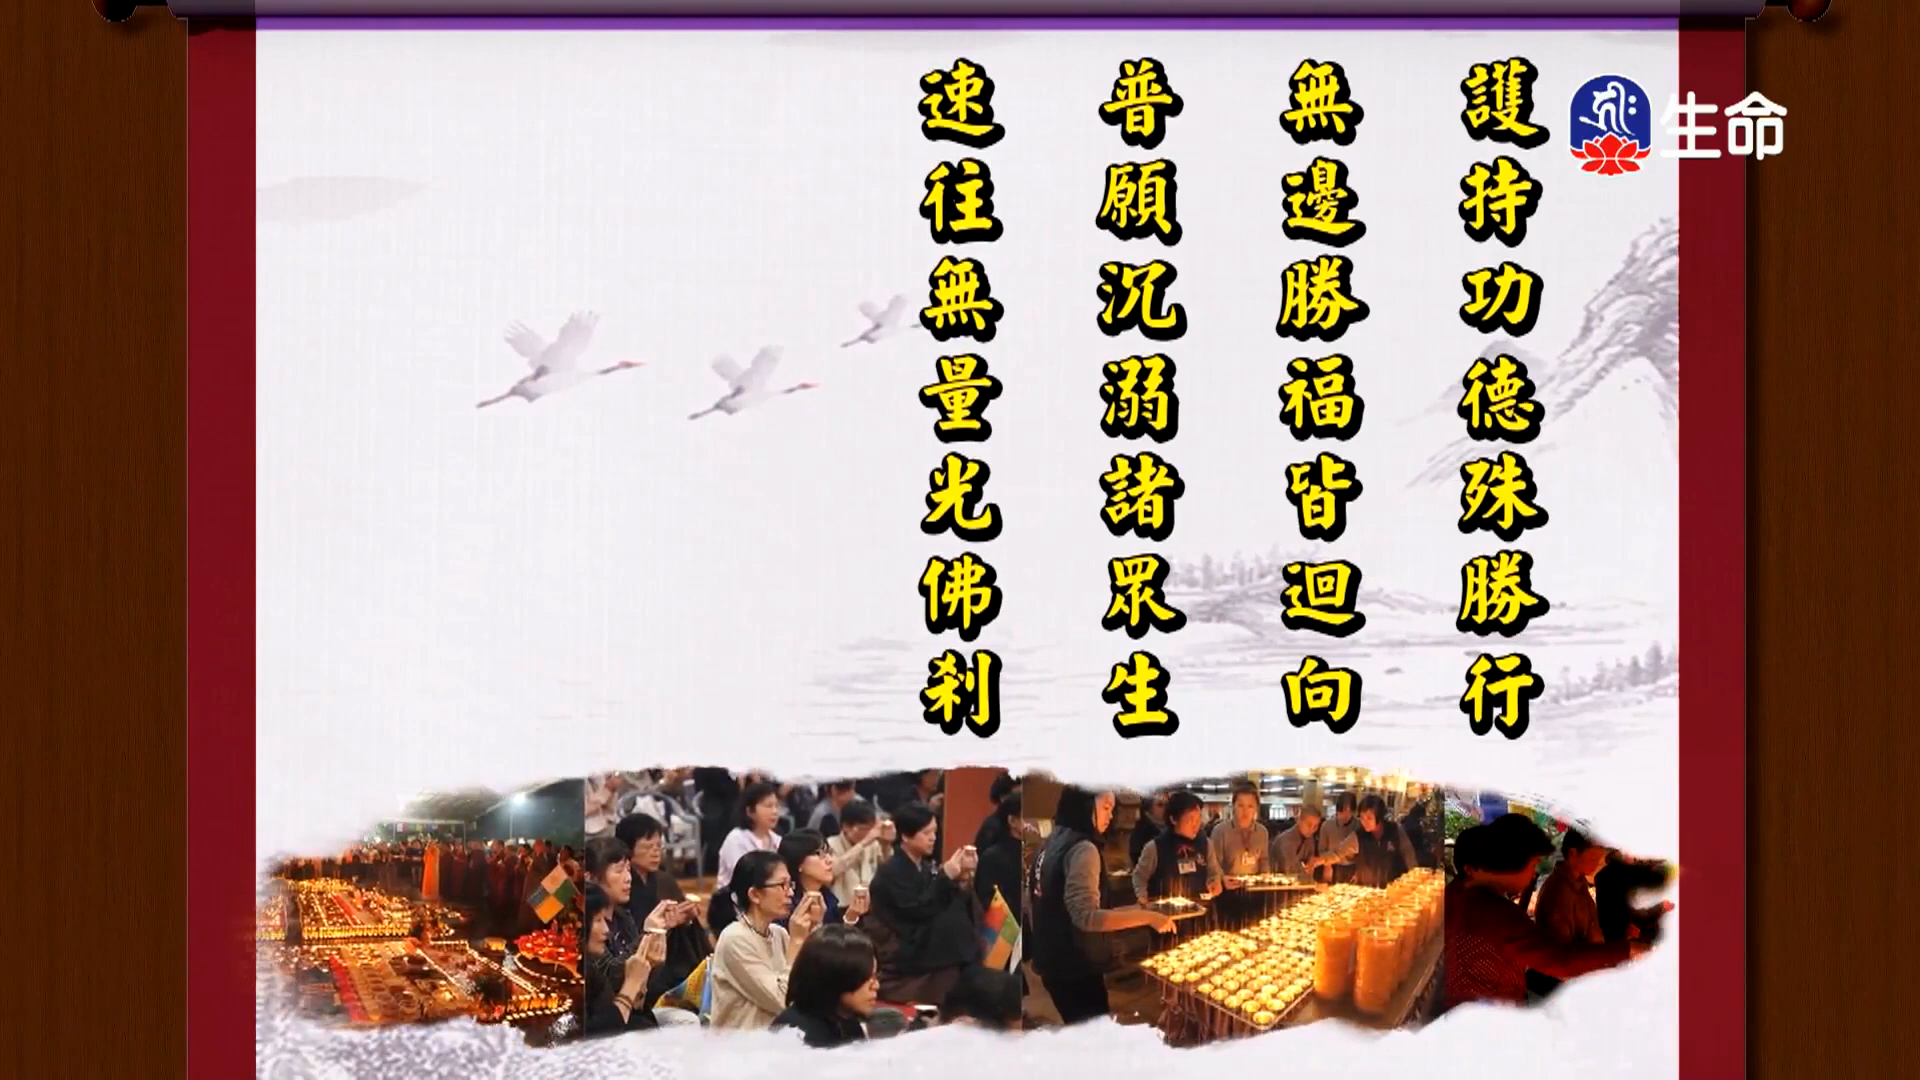 護持功德殊勝行
無邊勝福皆迴向
普願沉溺諸眾生
速往無量光佛剎
生命